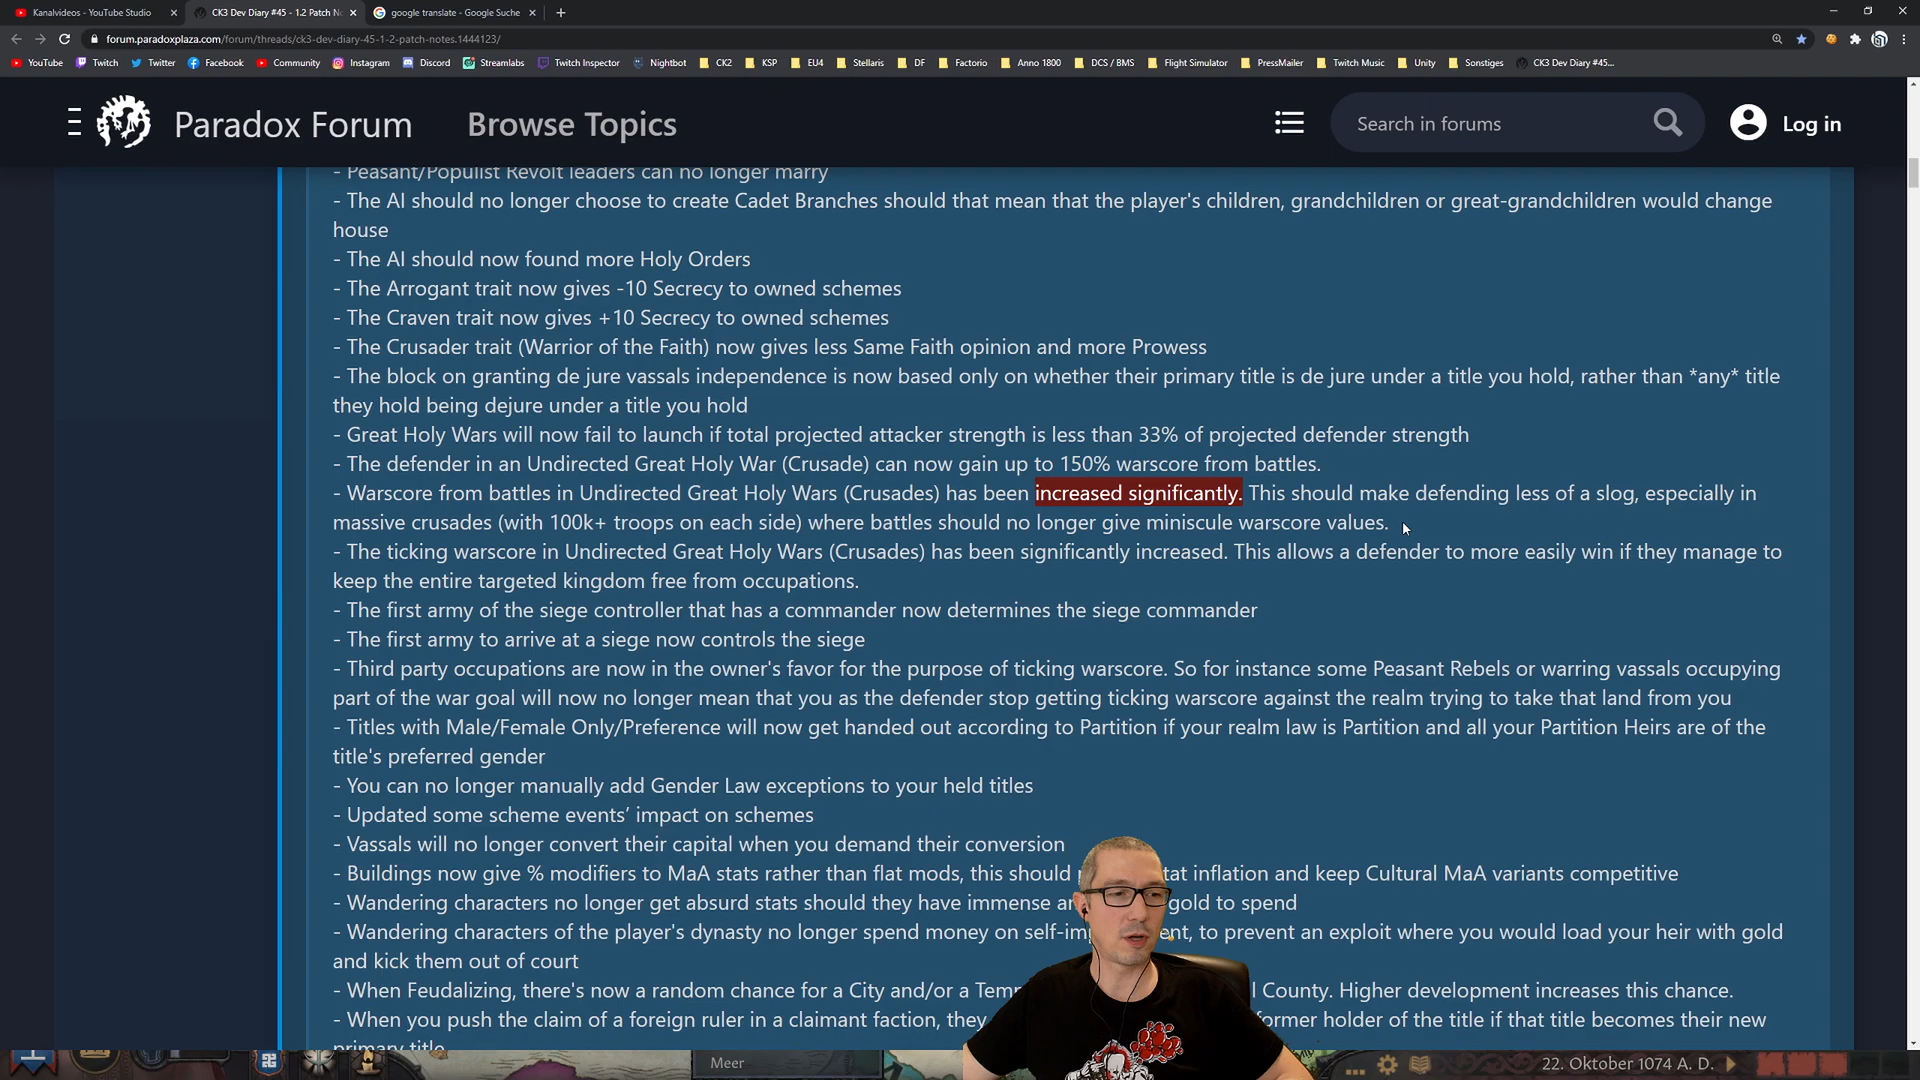 Kanalvideos - YouTube Studio
CK3 Dev Diary #45 - 1.2 Patch N
google translate - Google Suche
forum.paradoxplaza.com/forum/threads/ck3-dev-diary-45-1-2-patch-notes.1444123/
YouTube Twitch Twitter Facebook Community Instagram Discord Streamlabs Twitch Inspector Nightbot CK2 KSP EU4 Stellaris DF Factorio Anno 1800 DCS / BMS Flight Simulator PressMailer Twitch Music Unity Sonstiges CK3 Dev Diary #45...
Paradox Forum Browse Topics Search in forums Log in
- Peasant/Populist Revolt leaders can no longer marry
- The AI should no longer choose to create Cadet Branches should that mean that the player's children, grandchildren or great-grandchildren would change
house
- The AI should now found more Holy Orders
- The Arrogant trait now gives -10 Secrecy to owned schemes
- The Craven trait now gives +10 Secrecy to owned schemes
- The Crusader trait (Warrior of the Faith) now gives less Same Faith opinion and more Prowess
- The block on granting de jure vassals independence is now based only on whether their primary title is de jure under a title you hold, rather than *any* title
they hold being dejure under a title you hold
- Great Holy Wars will now fail to launch if total projected attacker strength is less than 33% of projected defender strength
- The defender in an Undirected Great Holy War (Crusade) can now gain up to 150% warscore from battles.
- Warscore from battles in Undirected Great Holy Wars (Crusades) has been increased significantly. This should make defending less of a slog, especially in
massive crusades (with 100k+ troops on each side) where battles should no longer give miniscule warscore values.
- The ticking warscore in Undirected Great Holy Wars (Crusades) has been significantly increased. This allows a defender to more easily win if they manage to
keep the entire targeted kingdom free from occupations.
- The first army of the siege controller that has a commander now determines the siege commander
- The first army to arrive at a siege now controls the siege
- Third party occupations are now in the owner's favor for the purpose of ticking warscore. So for instance some Peasant Rebels or warring vassals occupying
part of the war goal will now no longer mean that you as the defender stop getting ticking warscore against the realm trying to take that land from you
- Titles with Male/Female Only/Preference will now get handed out according to Partition if your realm law is Partition and all your Partition Heirs are of the
title's preferred gender
- You can no longer manually add Gender Law exceptions to your held titles
- Updated some scheme events’ impact on schemes
- Vassals will no longer convert their capital when you demand their conversion
- Buildings now give % modifiers to MaA stats rather than flat mods, this should tat inflation and keep Cultural MaA variants competitive
- Wandering characters no longer get absurd stats should they have immense gold to spend
- Wandering characters of the player's dynasty no longer spend money on self-im nt, to prevent an exploit where you would load your heir with gold
and kick them out of court
- When Feudalizing, there's now a random chance for a City and/or a Tem l County. Higher development increases this chance.
- When you push the claim of a foreign ruler in a claimant faction, they former holder of the title if that title becomes their new
primary title
Meer
22. Oktober 1074 A. D.